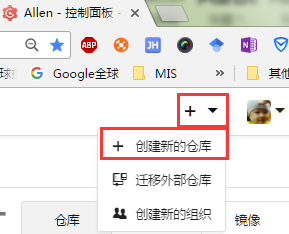 Allen - 控制面板 -
ABP
JH
Google全球
MIS
其他
创建新的仓库
迁移外部仓库
创建新的组织
仓库
镜像